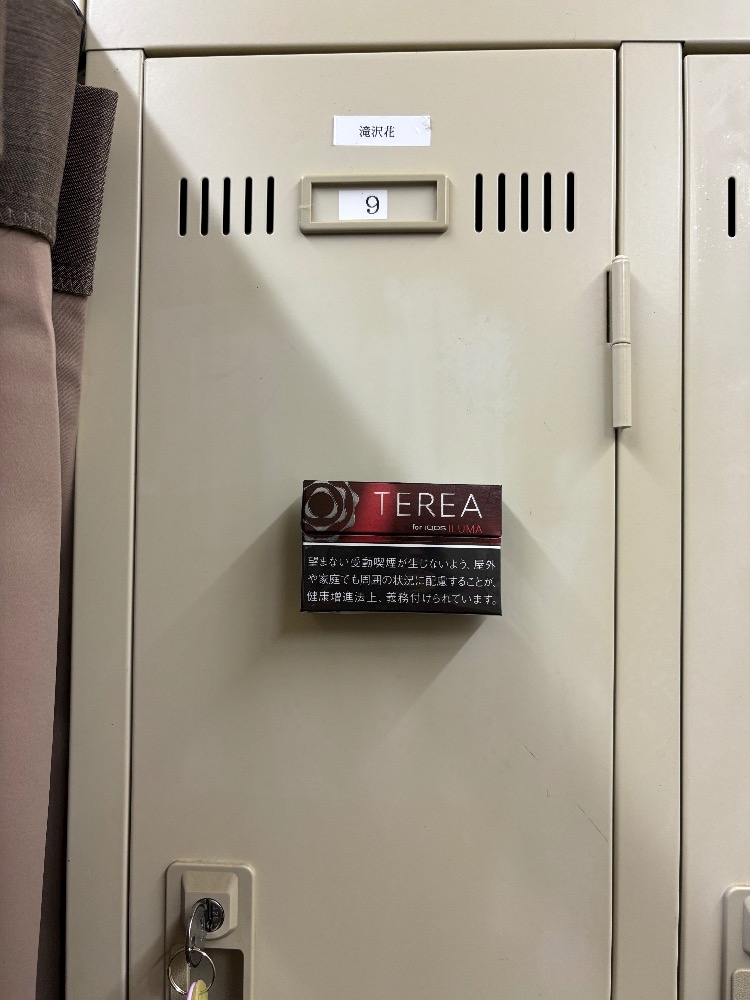 滝沢花
9
TEREA
for IQOS ILUMA
望まない受動喫煙が生じないよう、屋外
や家庭でも周囲の状況に配慮することが、
健康増進法上、義務付けられています。